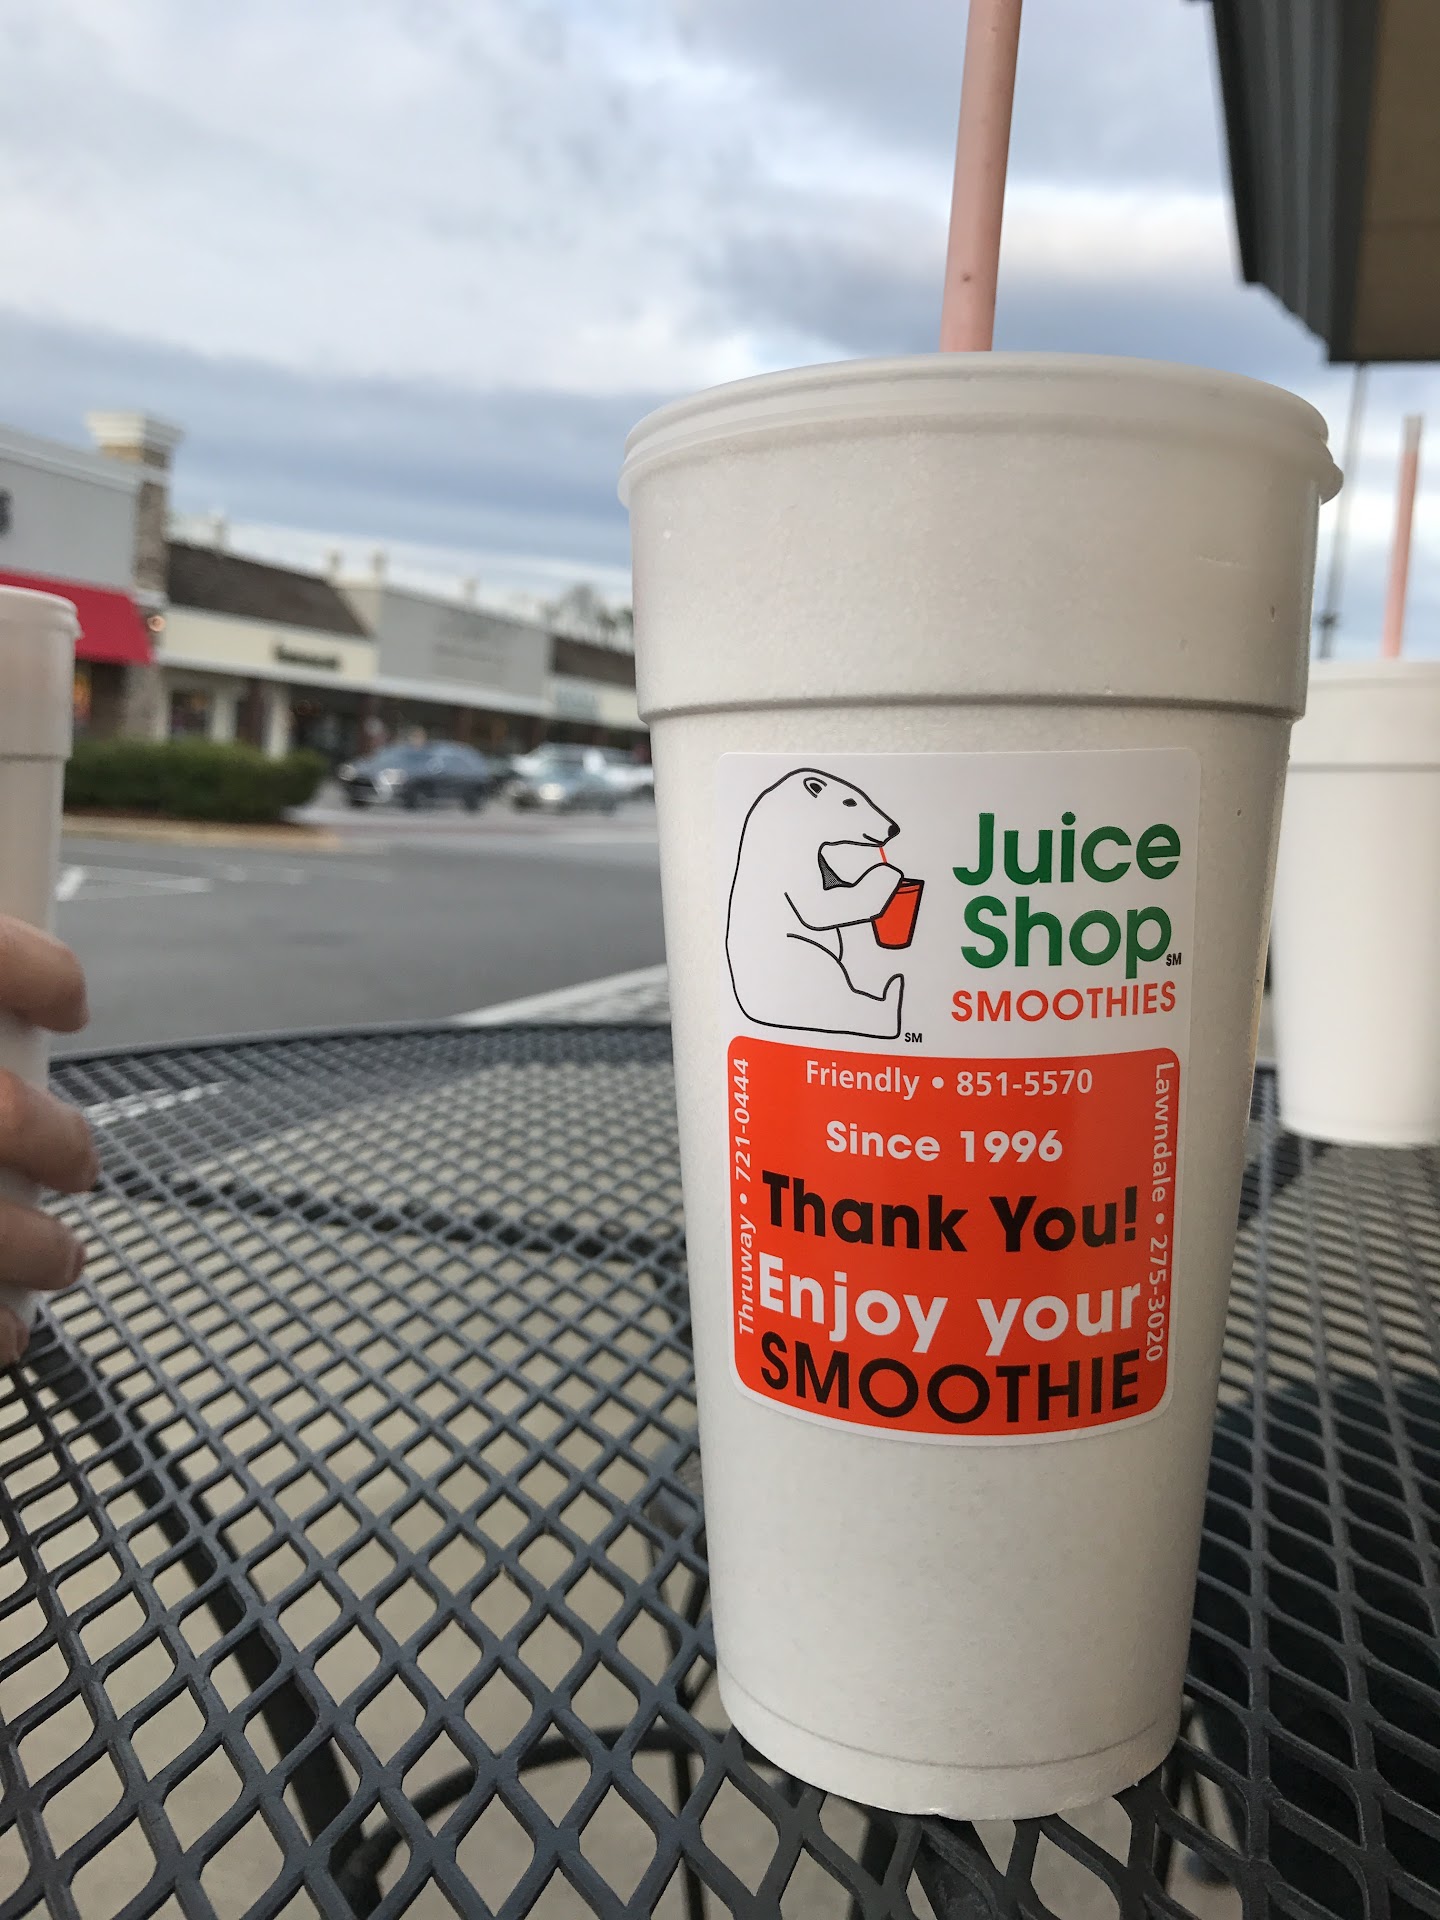 Juice
Shop
SM
SMOOTHIES
SM
Friendly • 851-5570
Since 1996
Thank You!
Enjoy your
SMOOTHIE
Thruway • 721-0444
Lawndale • 275-3020